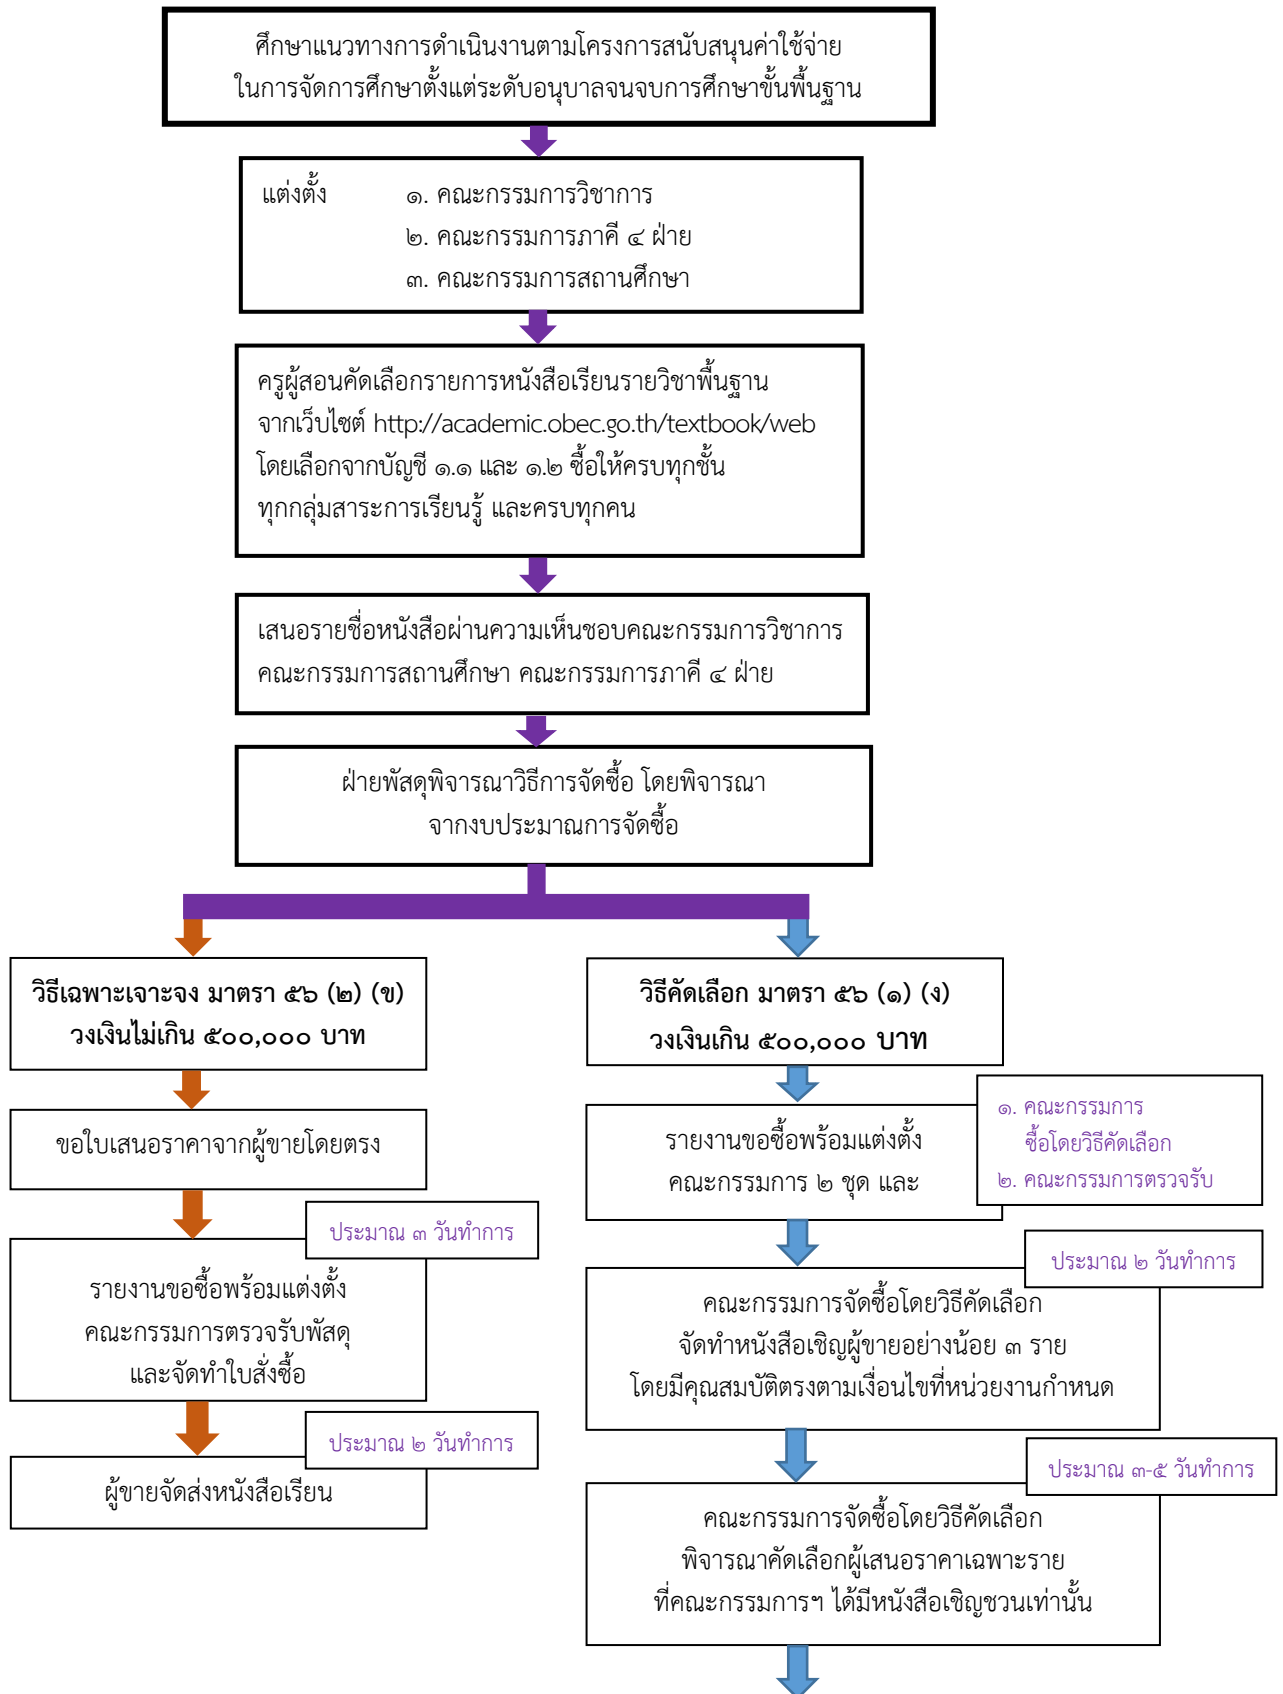 ศึกษาแนวทางการดำเนินงานตามโครงการสนับสนุนค่าใช้จ่าย
ในการจัดการศึกษาตั้งแต่ระดับอนุบาลจนจบการศึกษาขั้นพื้นฐาน
แต่งตั้ง ๑. คณะกรรมการวิชาการ
๒. คณะกรรมการภาคี ๔ ฝ่าย
๓. คณะกรรมการสถานศึกษา
ครูผู้สอนคัดเลือกรายการหนังสือเรียนรายวิชาพื้นฐาน
จากเว็บไซต์ http://academic.obec.go.th/textbook/web
โดยเลือกจากบัญชี ๑.๑ และ ๑.๒ ซื้อให้ครบทุกชั้น
ทุกกลุ่มสาระการเรียนรู้ และครบทุกคน
เสนอรายชื่อหนังสือผ่านความเห็นชอบคณะกรรมการวิชาการ
คณะกรรมการสถานศึกษา คณะกรรมการภาคี ๔ ฝ่าย
ฝ่ายพัสดุพิจารณาวิธีการจัดซื้อ โดยพิจารณา
จากงบประมาณการจัดซื้อ
วิธีเฉพาะเจาะจง มาตรา ๕๖ (๒) (ข)
วงเงินไม่เกิน ๕๐๐,๐๐๐ บาท
ขอใบเสนอราคาจากผู้ขายโดยตรง
ประมาณ ๓ วันทำการ
รายงานขอซื้อพร้อมแต่งตั้ง
คณะกรรมการตรวจรับพัสดุ
และจัดทำใบสั่งซื้อ
ประมาณ ๒ วันทำการ
ผู้ขายจัดส่งหนังสือเรียน
วิธีคัดเลือก มาตรา ๕๖ (๑) (ง)
วงเงินเกิน ๕๐๐,๐๐๐ บาท
รายงานขอซื้อพร้อมแต่งตั้ง
คณะกรรมการ ๒ ชุด และ
๑. คณะกรรมการ
ซื้อโดยวิธีคัดเลือก
๒. คณะกรรมการตรวจรับ
ประมาณ ๒ วันทำการ
คณะกรรมการจัดซื้อโดยวิธีคัดเลือก
จัดทำหนังสือเชิญผู้ขายอย่างน้อย ๓ ราย
โดยมีคุณสมบัติตรงตามเงื่อนไขที่หน่วยงานกำหนด
ประมาณ ๓-๕ วันทำการ
คณะกรรมการจัดซื้อโดยวิธีคัดเลือก
พิจารณาคัดเลือกผู้เสนอราคาเฉพาะราย
ที่คณะกรรมการฯ ได้มีหนังสือเชิญชวนเท่านั้น